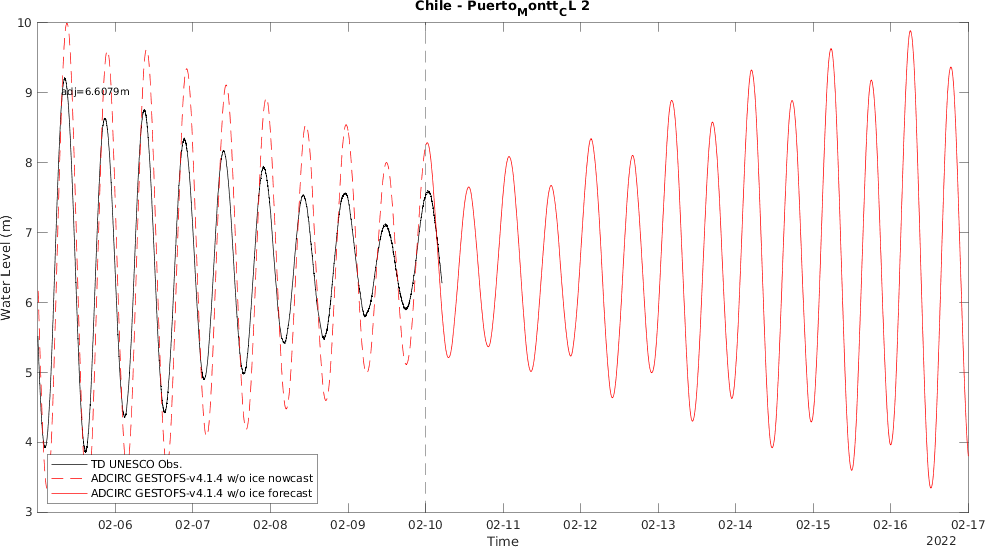 Chile - Puerto_Montt_CL 2
10
9
8
7
6
5
4
3
Water Level (m)
adj=6.6079m
TD UNESCO Obs.
ADCIRC GESTOFS-v4.1.4 w/o ice nowcast
ADCIRC GESTOFS-v4.1.4 w/o ice forecast
02-06 02-07 02-08 02-09 02-10 02-11 02-12 02-13 02-14 02-15 02-16 02-17
Time
2022